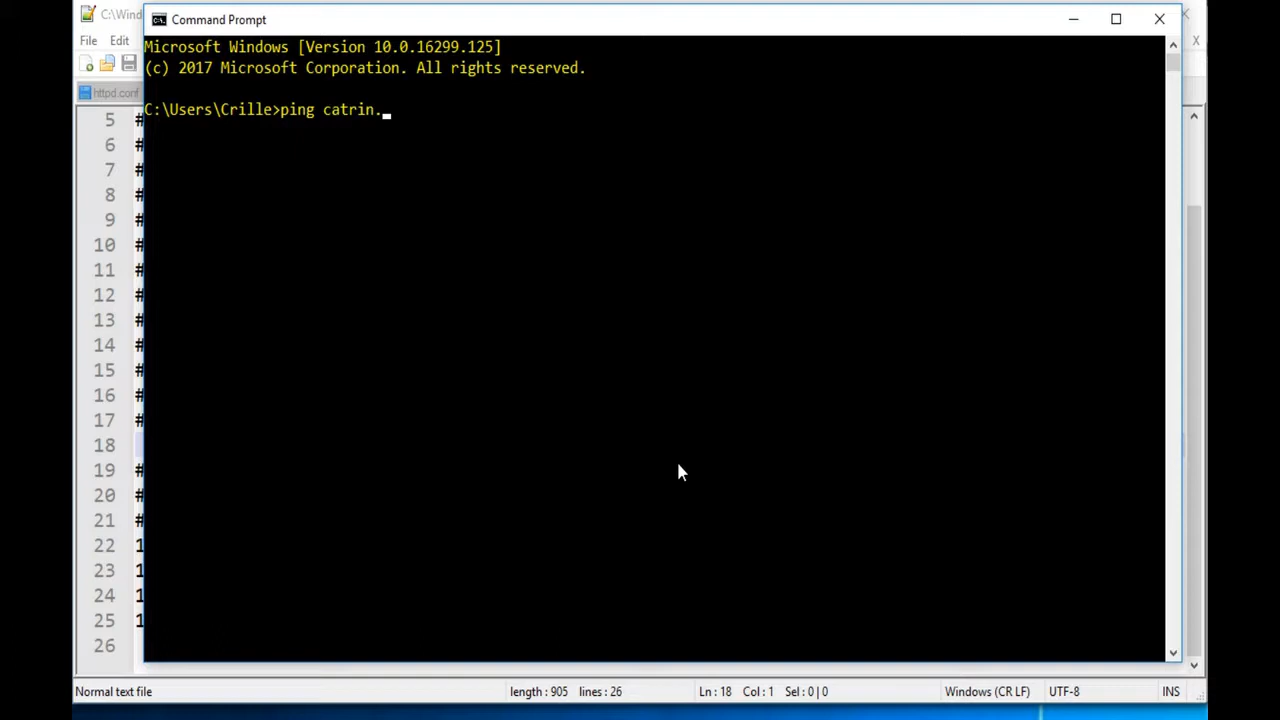 C:\Wind
Command Prompt
File Edit
Microsoft Windows [Version 10.0.16299.125]
(c) 2017 Microsoft Corporation. All rights reserved.
httpd.conf
C:\Users\Crille>ping catrin.
5 #
6 #
7 #
8 #
9 #
10 #
11 #
12 #
13 #
14 #
15 #
16 #
17 #
18
19 #
20 #
21 #
22 1
23 1
24 1
25 1
26
Normal text file length : 905 lines : 26 Ln : 18 Col : 1 Sel : 0 | 0 Windows (CR LF) UTF-8 INS